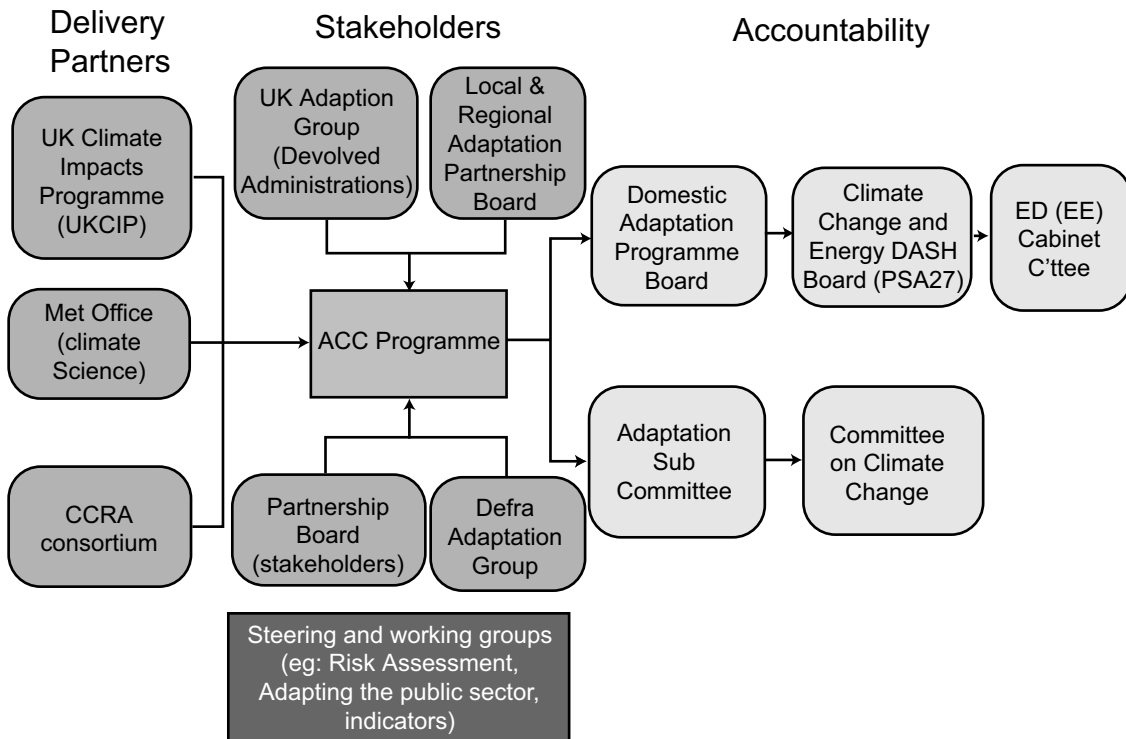 Delivery
Partners
Stakeholders
Accountability
UK Climate
Impacts
Programme
(UKCIP)
Met Office
(climate
Science)
CCRA
consortium
UK Adaption
Group
(Devolved
Administrations)
Local &
Regional
Adaptation
Partnership
Board
ACC Programme
Partnership
Board
(stakeholders)
Defra
Adaptation
Group
Steering and working groups
(eg: Risk Assessment,
Adapting the public sector,
indicators)
Domestic
Adaptation
Programme
Board
Climate
Change and
Energy DASH
Board (PSA27)
ED (EE)
Cabinet
C'ttee
Adaptation
Sub
Committee
Committee
on Climate
Change